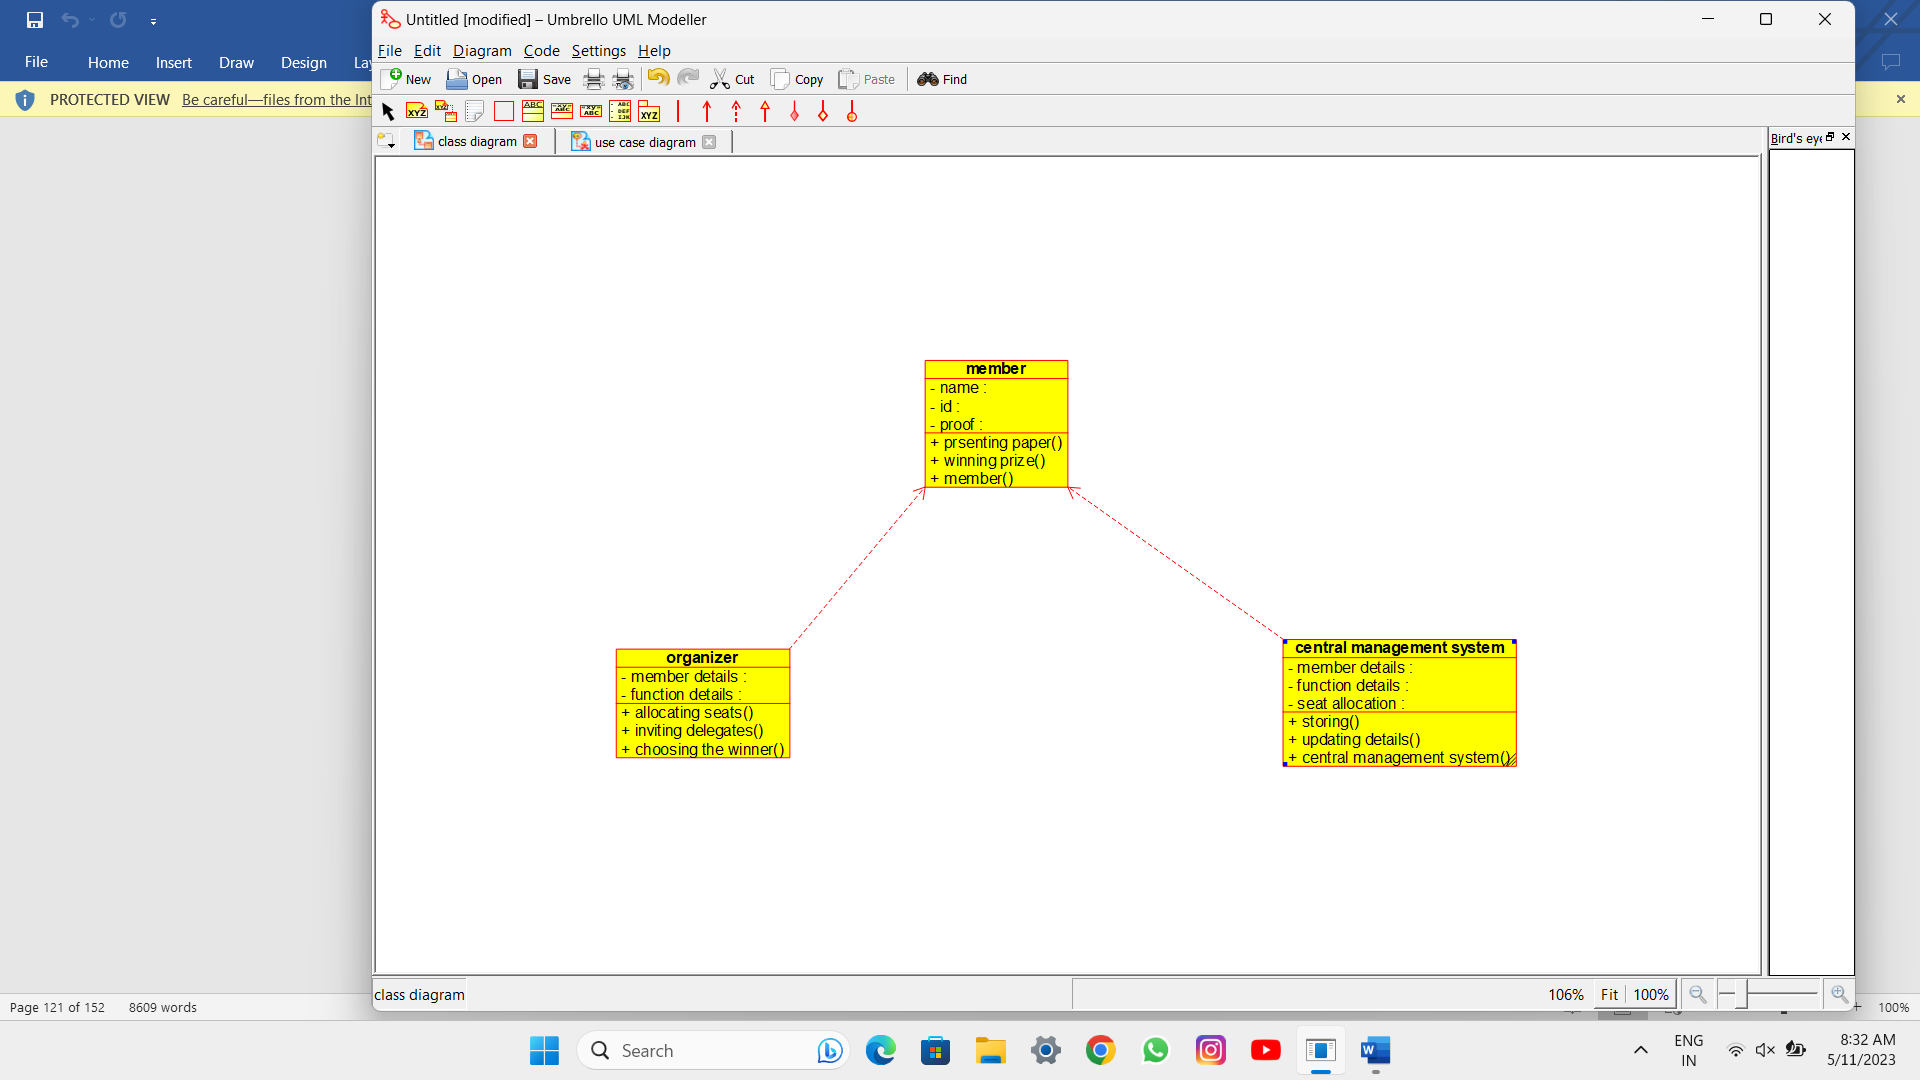 Untitled [modified] – Umbrello UML Modeller
File Edit Diagram Code Settings Help
File Home Insert Draw Design Lay
New Open Save Cut Copy Paste Find
PROTECTED VIEW Be careful—files from the Int
class diagram use case diagram
Bird's eye
member
- name :
- id :
- proof :
+ prsenting paper()
+ winning prize()
+ member()
organizer
- member details :
- function details :
+ allocating seats()
+ inviting delegates()
+ choosing the winner()
central management system
- member details :
- function details :
- seat allocation :
+ storing()
+ updating details()
+ central management system()
class diagram
106% Fit 100%
Page 121 of 152 8609 words
100%
Search
ENG
IN
8:32 AM
5/11/2023